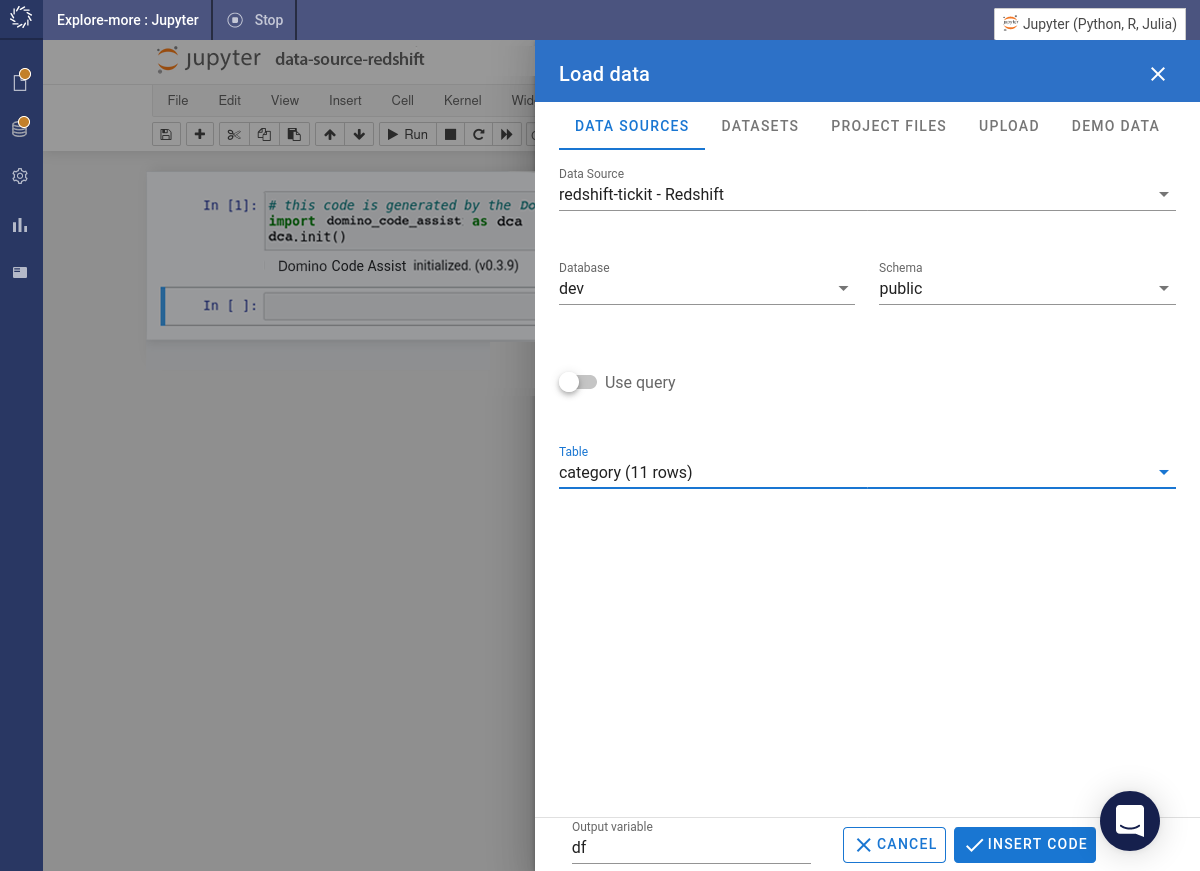 Explore-more : Jupyter
Stop
Jupyter (Python, R, Julia)
jupyter data-source-redshift
File Edit View Insert Cell Kernel
Run
In [1]: # this code is generated by the
import domino_code_assist as dca
dca.init()
Domino Code Assist initialized. (v0.3.9)
In [ ]:
Load data
DATA SOURCES DATASETS PROJECT FILES UPLOAD DEMO DATA
Data Source
redshift-tickit - Redshift
Database Schema
dev public
Use query
Table
category (11 rows)
Output variable
df
CANCEL INSERT CODE